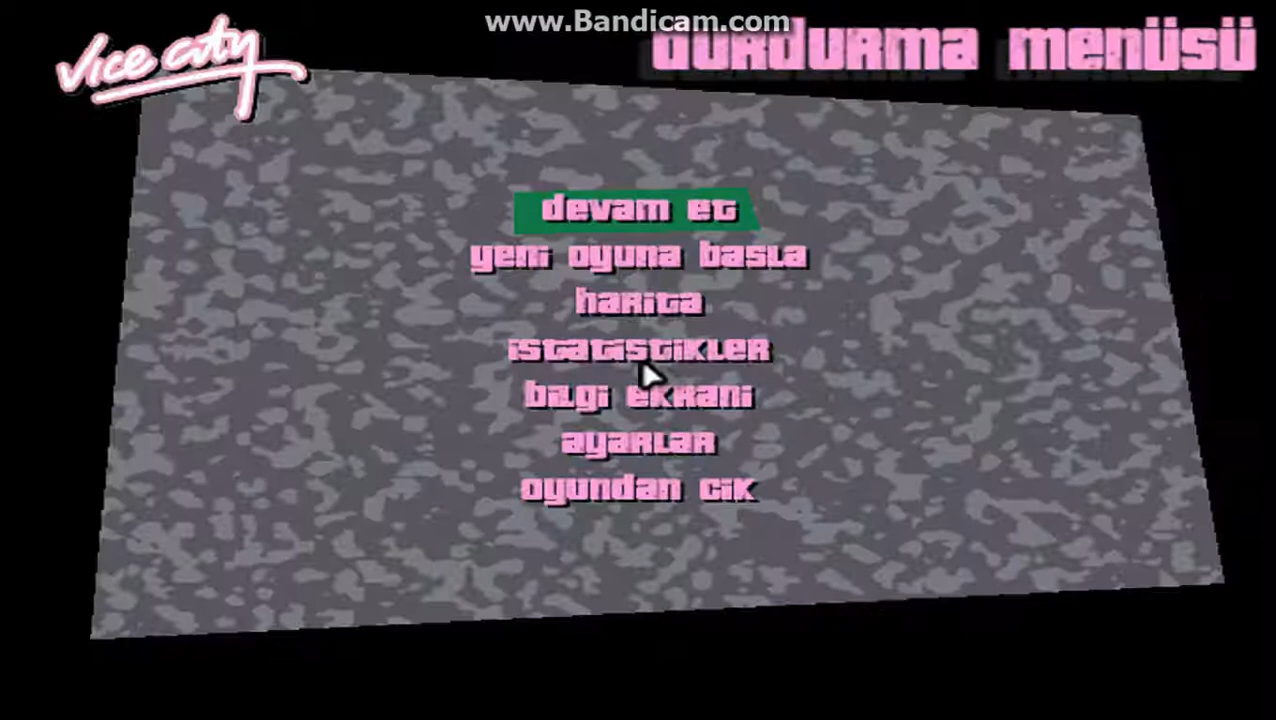 www.Bandicam.com
vice city
DURDURMA MENÜSÜ
Devam et
yeni oyuna basla
HARita
istatistikler
bilgi ekrani
ayarlar
oyundan cik